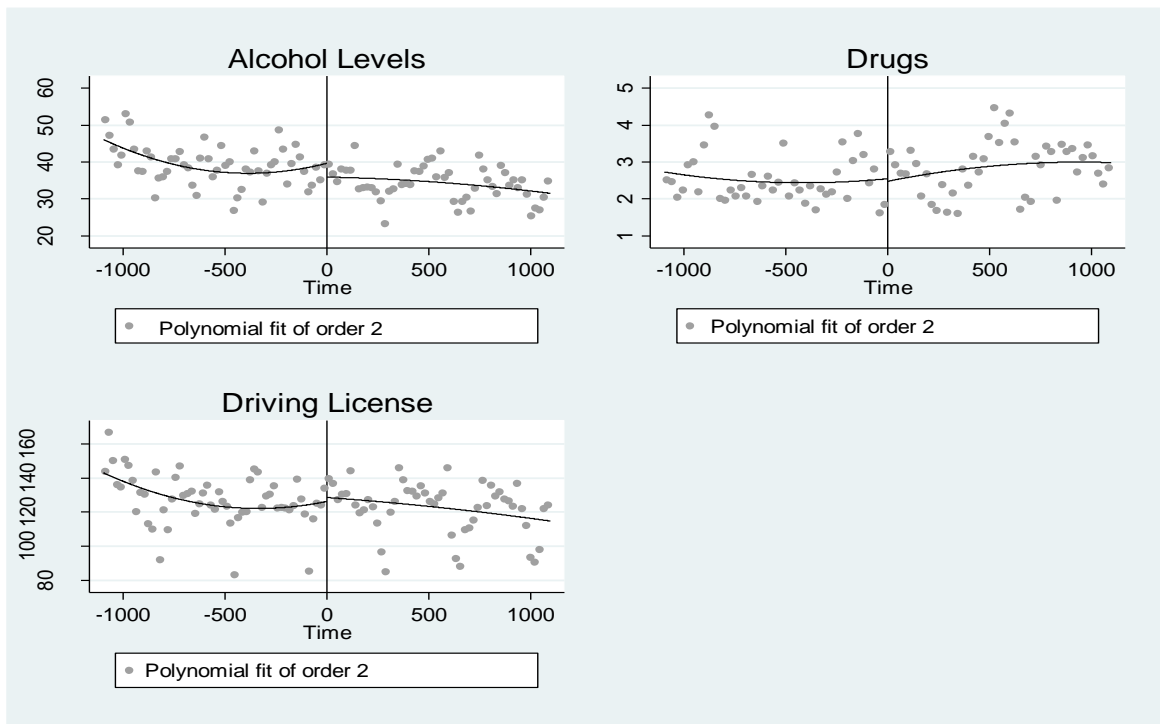 Alcohol Levels
60
50
40
30
20
-1000 -500 0 500 1000
Time
Polynomial fit of order 2
Drugs
5
4
3
2
1
-1000 -500 0 500 1000
Time
Polynomial fit of order 2
Driving License
160
140
120
100
80
-1000 -500 0 500 1000
Time
Polynomial fit of order 2